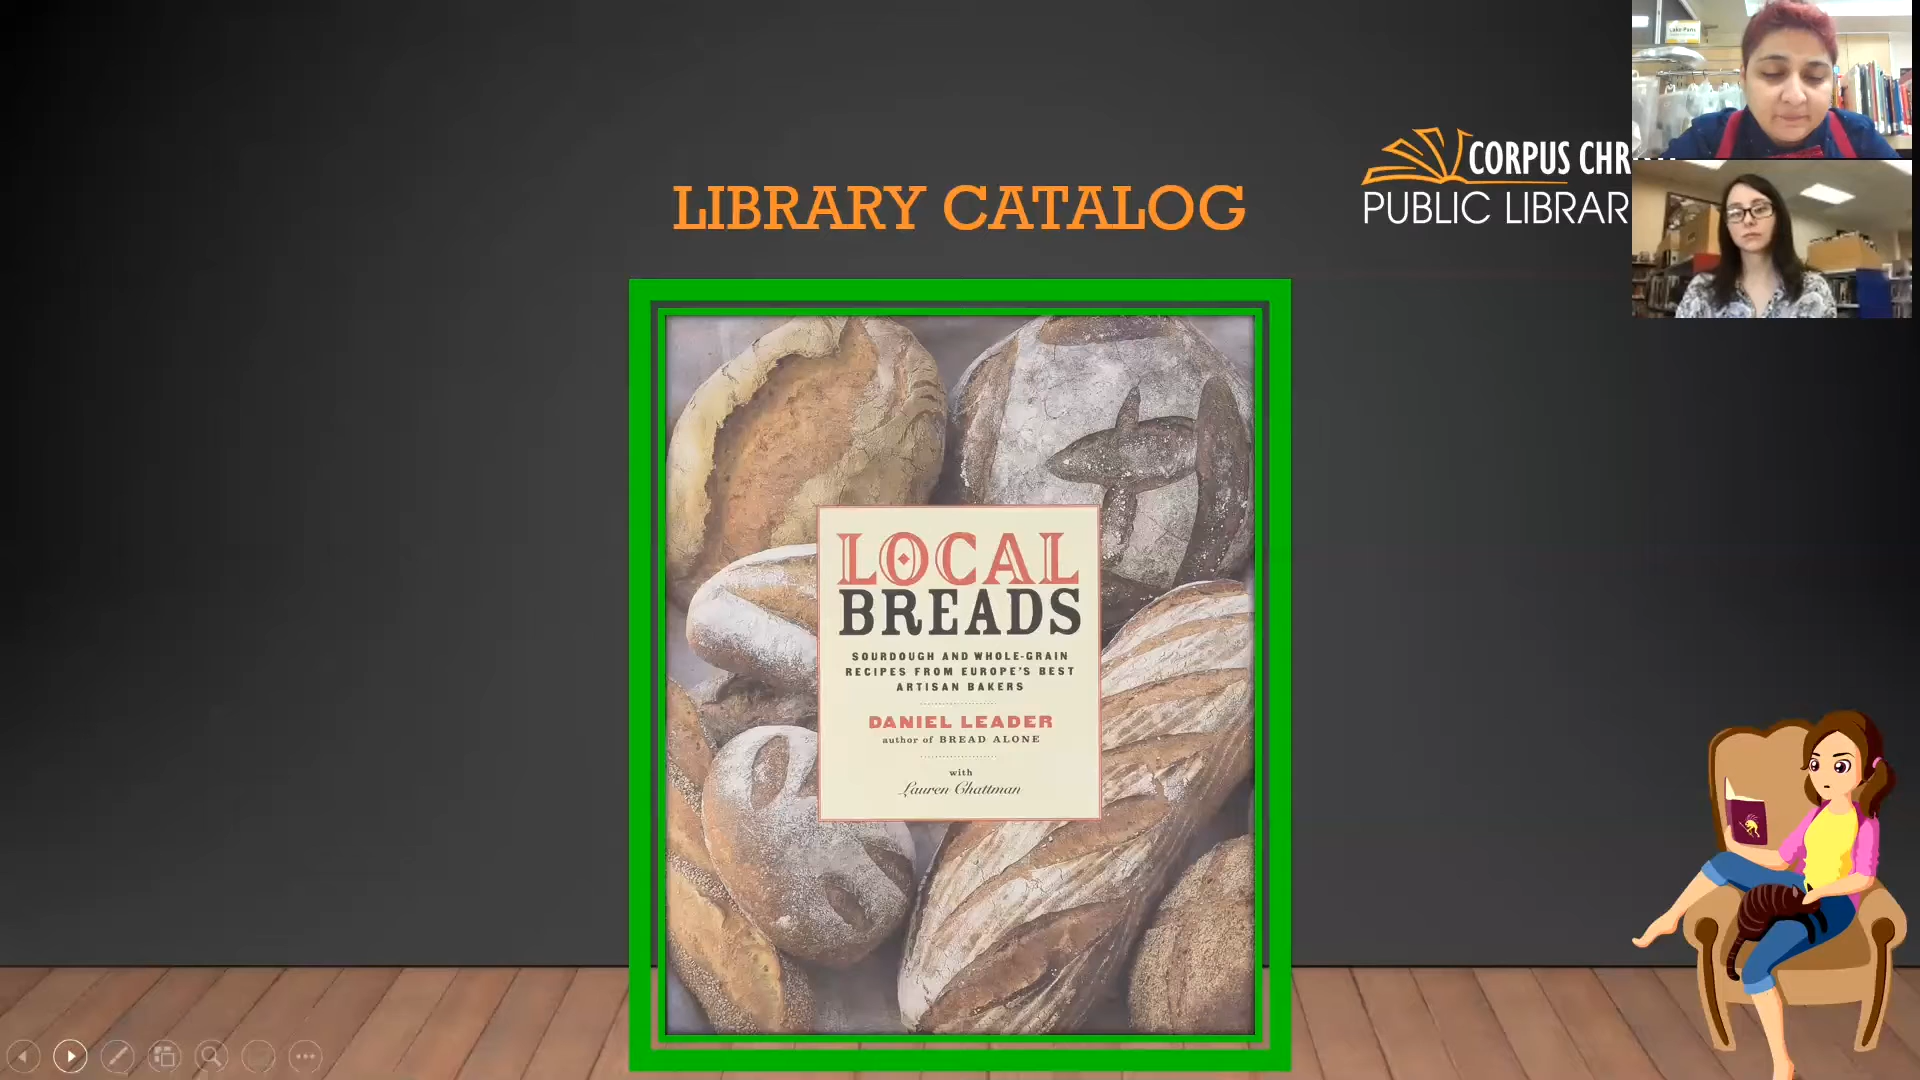 LIBRARY CATALOG
CORPUS CHR
PUBLIC LIBRAR
LOCAL
BREADS
SOURDOUGH AND WHOLE-GRAIN
RECIPES FROM EUROPE'S BEST
ARTISAN BAKERS
DANIEL LEADER
author of BREAD ALONE
with
Lauren Chattman